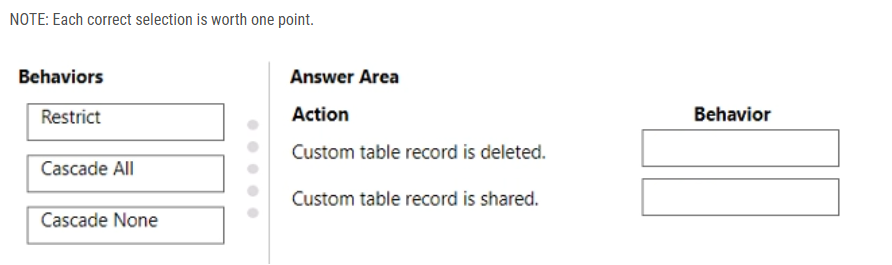 NOTE: Each correct selection is worth one point.
Behaviors
Restrict
Cascade All
Cascade None
Answer Area
Action
Behavior
Custom table record is deleted.
Custom table record is shared.